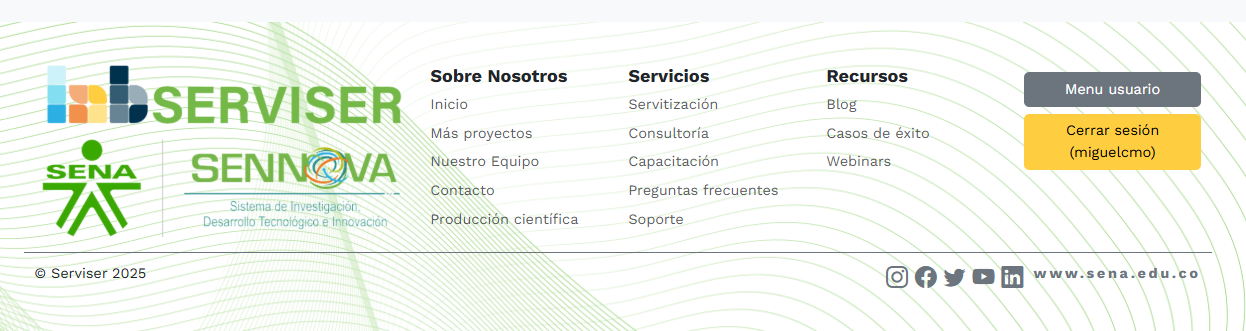 SERVISER
SENA
SENNOVA
Sistema de Investigación,
Desarrollo Tecnológico e Innovación
Sobre Nosotros
Inicio
Más proyectos
Nuestro Equipo
Contacto
Producción científica
Servicios
Servitización
Consultoría
Capacitación
Preguntas frecuentes
Soporte
Recursos
Blog
Casos de éxito
Webinars
Menu usuario
Cerrar sesión
(miguelcmo)
© Serviser 2025
www.sena.edu.co